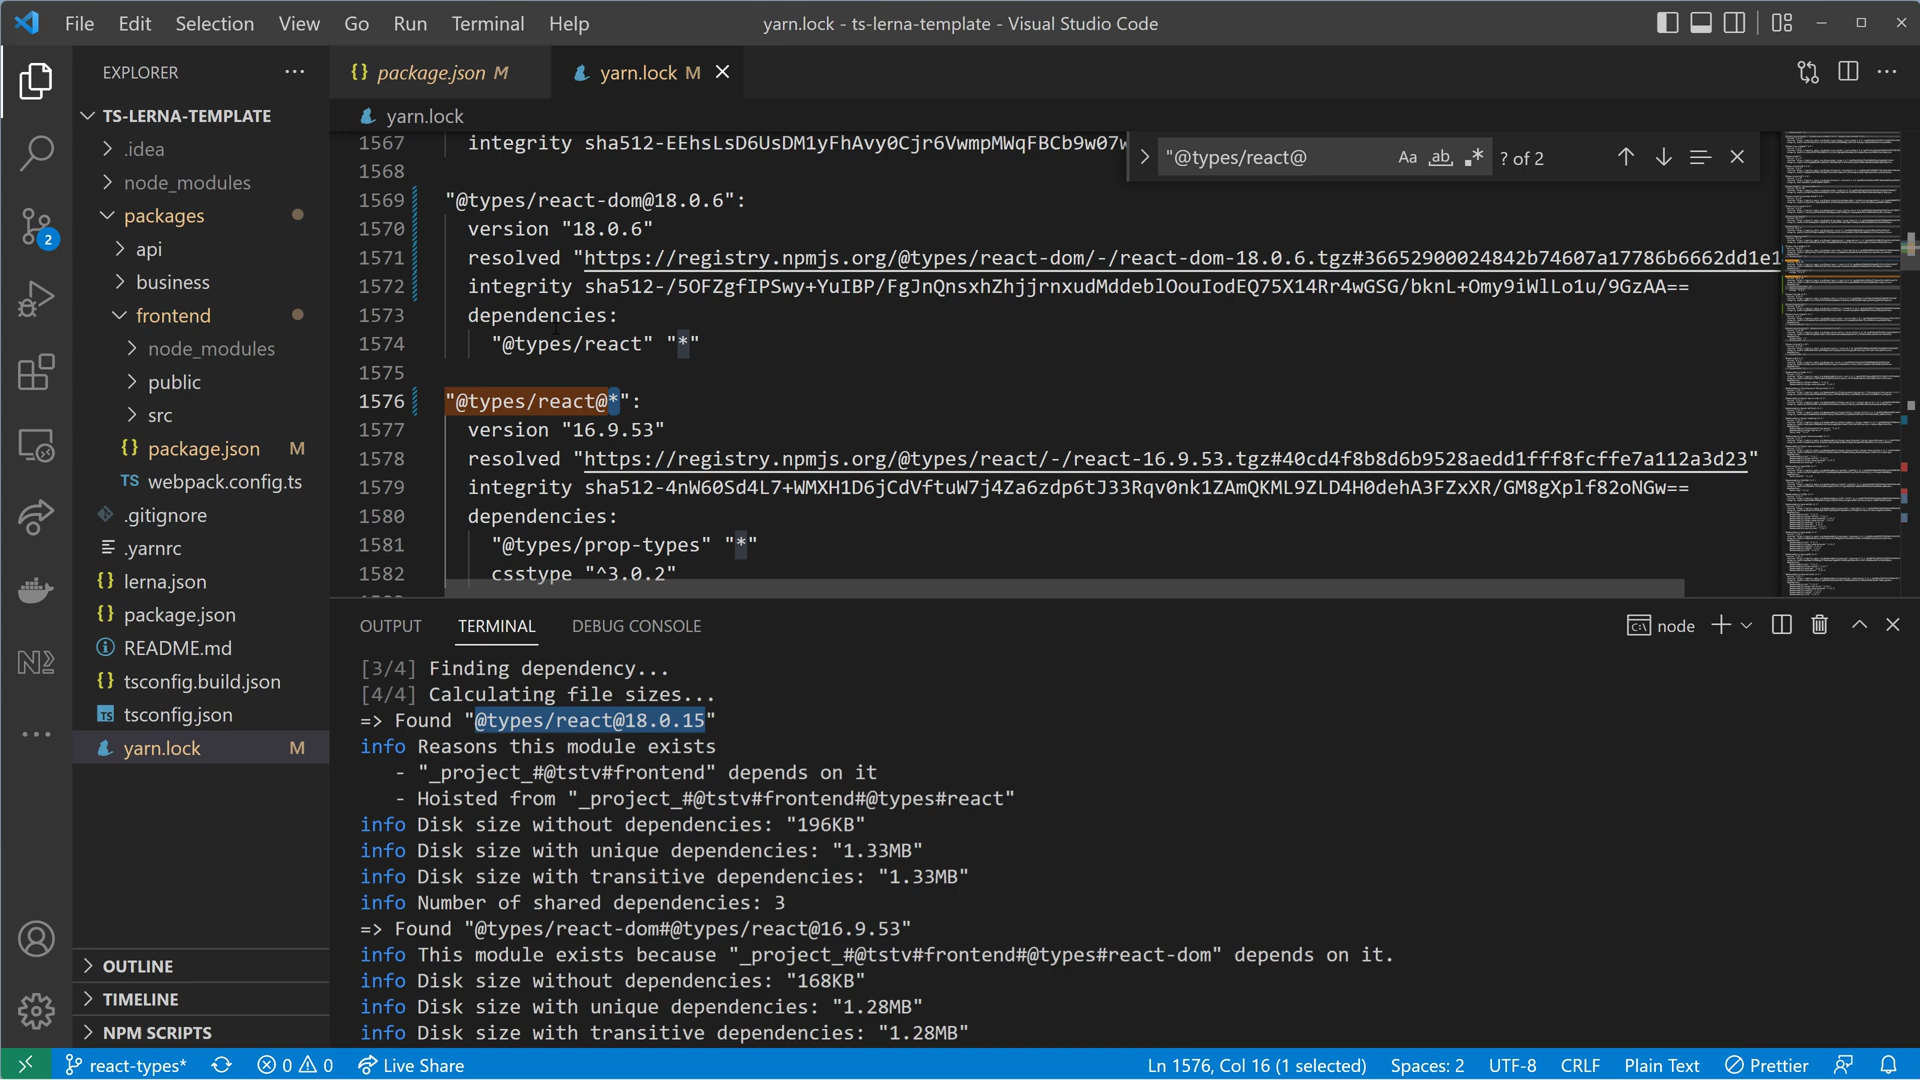 File Edit Selection View Go Run Terminal Help
yarn.lock - ts-lerna-template - Visual Studio Code
EXPLORER
TS-LERNA-TEMPLATE
.idea
node_modules
packages
api
business
frontend
node_modules
public
src
{} package.json M
TS webpack.config.ts
.gitignore
.yarnrc
{} lerna.json
{} package.json
README.md
{} tsconfig.build.json
TS tsconfig.json
yarn.lock M
OUTLINE
TIMELINE
NPM SCRIPTS
2
{} package.json M
yarn.lock M
yarn.lock
"@types/react@
Aa ab .* ? of 2
1567 integrity sha512-EEhsLsD6UsDM1yFhAvy0Cjr6VwmpMWqFBCb9w07w
1568
1569 "@types/react-dom@18.0.6":
1570 version "18.0.6"
1571 resolved "https://registry.npmjs.org/@types/react-dom/-/react-dom-18.0.6.tgz#36652900024842b74607a17786b6662dd1e1
1572 integrity sha512-/5OFZgfIPSwy+YuIBP/FgJnQnsxhZhjjrnxudMddeblOouIodEQ75X14Rr4wGSG/bknL+Omy9iWlLo1u/9GzAA==
1573 dependencies:
1574 "@types/react" "*"
1575
1576 "@types/react@*":
1577 version "16.9.53"
1578 resolved "https://registry.npmjs.org/@types/react/-/react-16.9.53.tgz#40cd4f8b8d6b9528aedd1fff8fcffe7a112a3d23"
1579 integrity sha512-4nW60Sd4L7+WMXH1D6jCdVftuW7j4Za6zdp6tJ33Rqv0nk1ZAmQKML9ZLD4H0dehA3FZxXR/GM8gXplf82oNGw==
1580 dependencies:
1581 "@types/prop-types" "*"
1582 csstype "^3.0.2"
OUTPUT TERMINAL DEBUG CONSOLE
node
[3/4] Finding dependency...
[4/4] Calculating file sizes...
=> Found "@types/react@18.0.15"
info Reasons this module exists
- "_project_#@tstv#frontend" depends on it
- Hoisted from "_project_#@tstv#frontend#@types#react"
info Disk size without dependencies: "196KB"
info Disk size with unique dependencies: "1.33MB"
info Disk size with transitive dependencies: "1.33MB"
info Number of shared dependencies: 3
=> Found "@types/react-dom#@types/react@16.9.53"
info This module exists because "_project_#@tstv#frontend#@types#react-dom" depends on it.
info Disk size without dependencies: "168KB"
info Disk size with unique dependencies: "1.28MB"
info Disk size with transitive dependencies: "1.28MB"
react-types* 0 0 Live Share
Ln 1576, Col 16 (1 selected) Spaces: 2 UTF-8 CRLF Plain Text Prettier